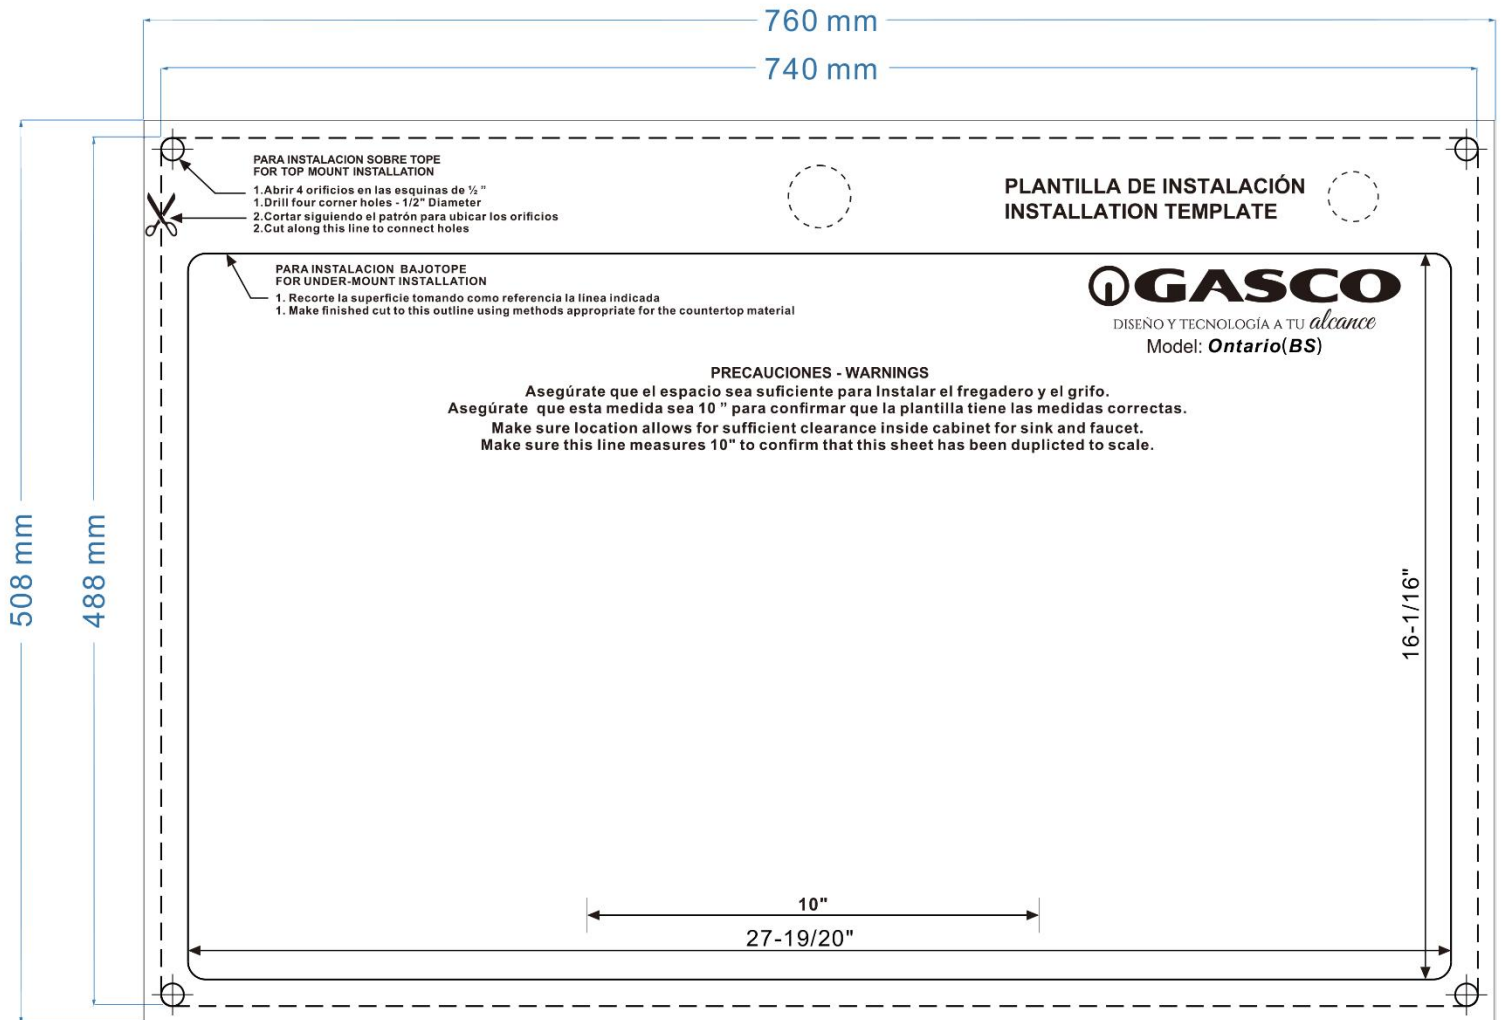 760 mm
740 mm
508 mm
488 mm
PARA INSTALACION SOBRE TOPE
FOR TOP MOUNT INSTALLATION
1.Abrir 4 orificios en las esquinas de ½ "
1.Drill four corner holes - 1/2" Diameter
2.Cortar siguiendo el patrón para ubicar los orificios
2.Cut along this line to connect holes
PLANTILLA DE INSTALACIÓN
INSTALLATION TEMPLATE
PARA INSTALACION BAJOTOPE
FOR UNDER-MOUNT INSTALLATION
1. Recorte la superficie tomando como referencia la línea indicada
1. Make finished cut to this outline using methods appropriate for the countertop material
GASCO
DISEÑO Y TECNOLOGÍA A TU alcance
Model: Ontario(BS)
PRECAUCIONES - WARNINGS
Asegúrate que el espacio sea suficiente para Instalar el fregadero y el grifo.
Asegúrate que esta medida sea 10 " para confirmar que la plantilla tiene las medidas correctas.
Make sure location allows for sufficient clearance inside cabinet for sink and faucet.
Make sure this line measures 10" to confirm that this sheet has been duplicted to scale.
16-1/16"
10"
27-19/20"